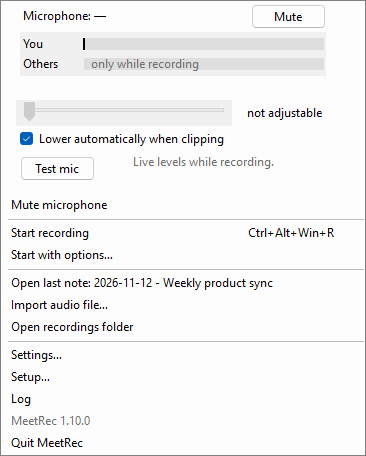 Microphone: —
Mute
You
Others only while recording
not adjustable
Lower automatically when clipping
Test mic
Live levels while recording.
Mute microphone
Start recording Ctrl+Alt+Win+R
Start with options...
Open last note: 2026-11-12 - Weekly product sync
Import audio file...
Open recordings folder
Settings...
Setup...
Log
MeetRec 1.10.0
Quit MeetRec